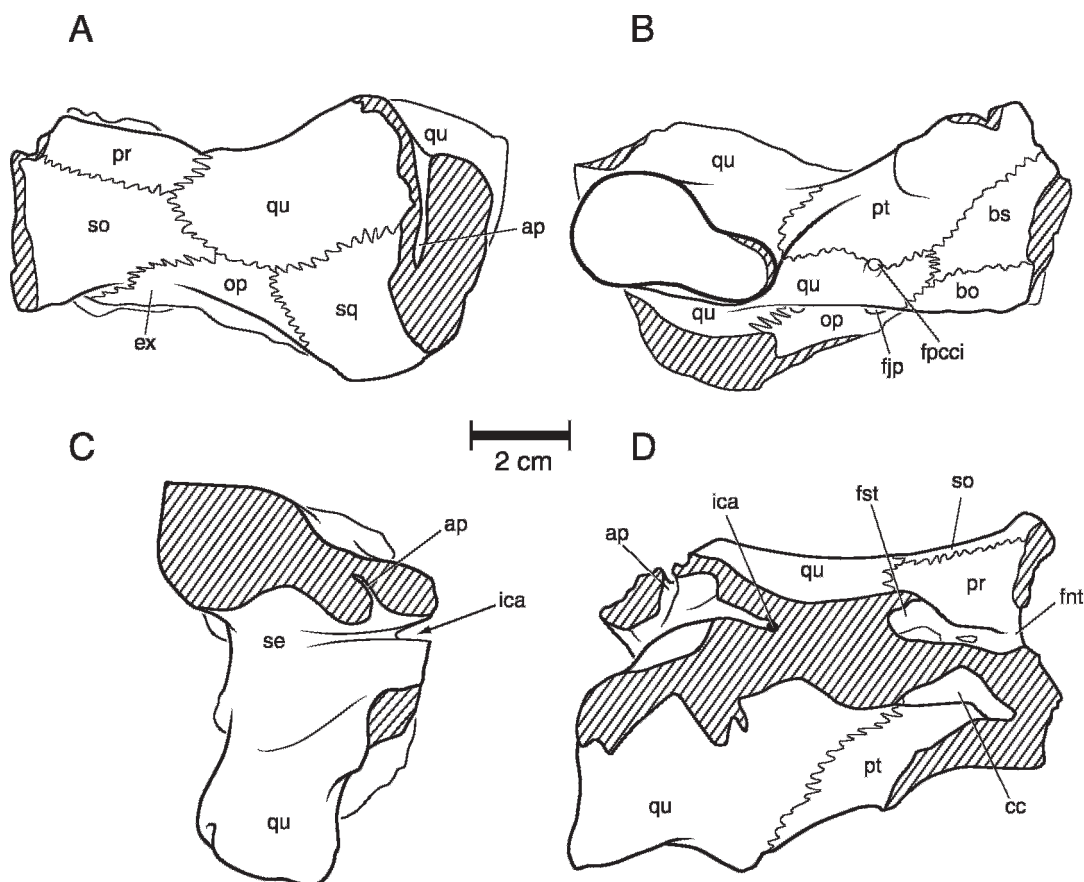 A
B
pr
qu
so
qu
ap
op
sq
ex
qu
pt
bs
qu
bo
qu
op
fjp
fpcci
C
2 cm
D
ap
ica
se
qu
ica
fst
so
ap
qu
pr
fnt
pt
qu
cc